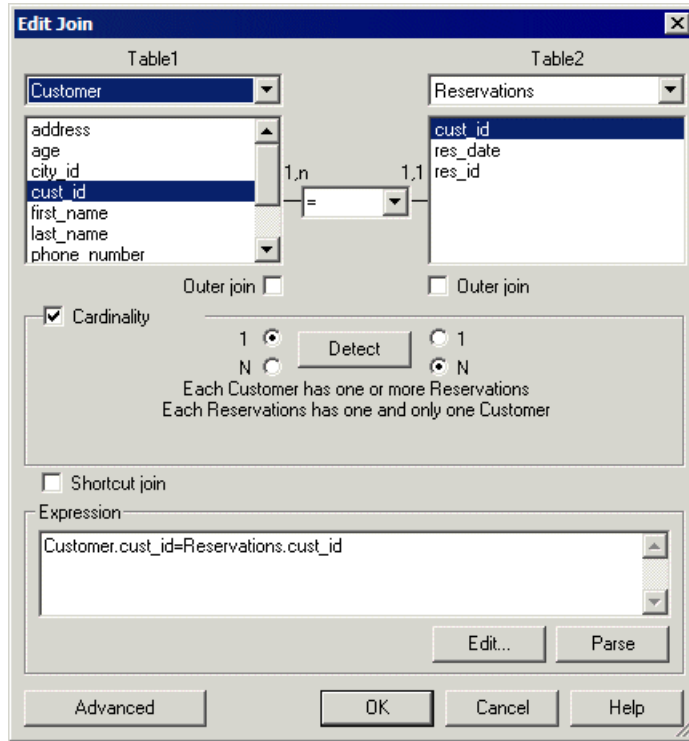 Edit Join
Table1 Table2
Customer Reservations
address
age
city_id
cust_id
first_name
last_name
phone_number
1,n 1,1
=
cust_id
res_date
res_id
Outer join Outer join
Cardinality
1 Detect 1
N N
Each Customer has one or more Reservations
Each Reservations has one and only one Customer
Shortcut join
Expression
Customer.cust_id=Reservations.cust_id
Edit... Parse
Advanced OK Cancel Help